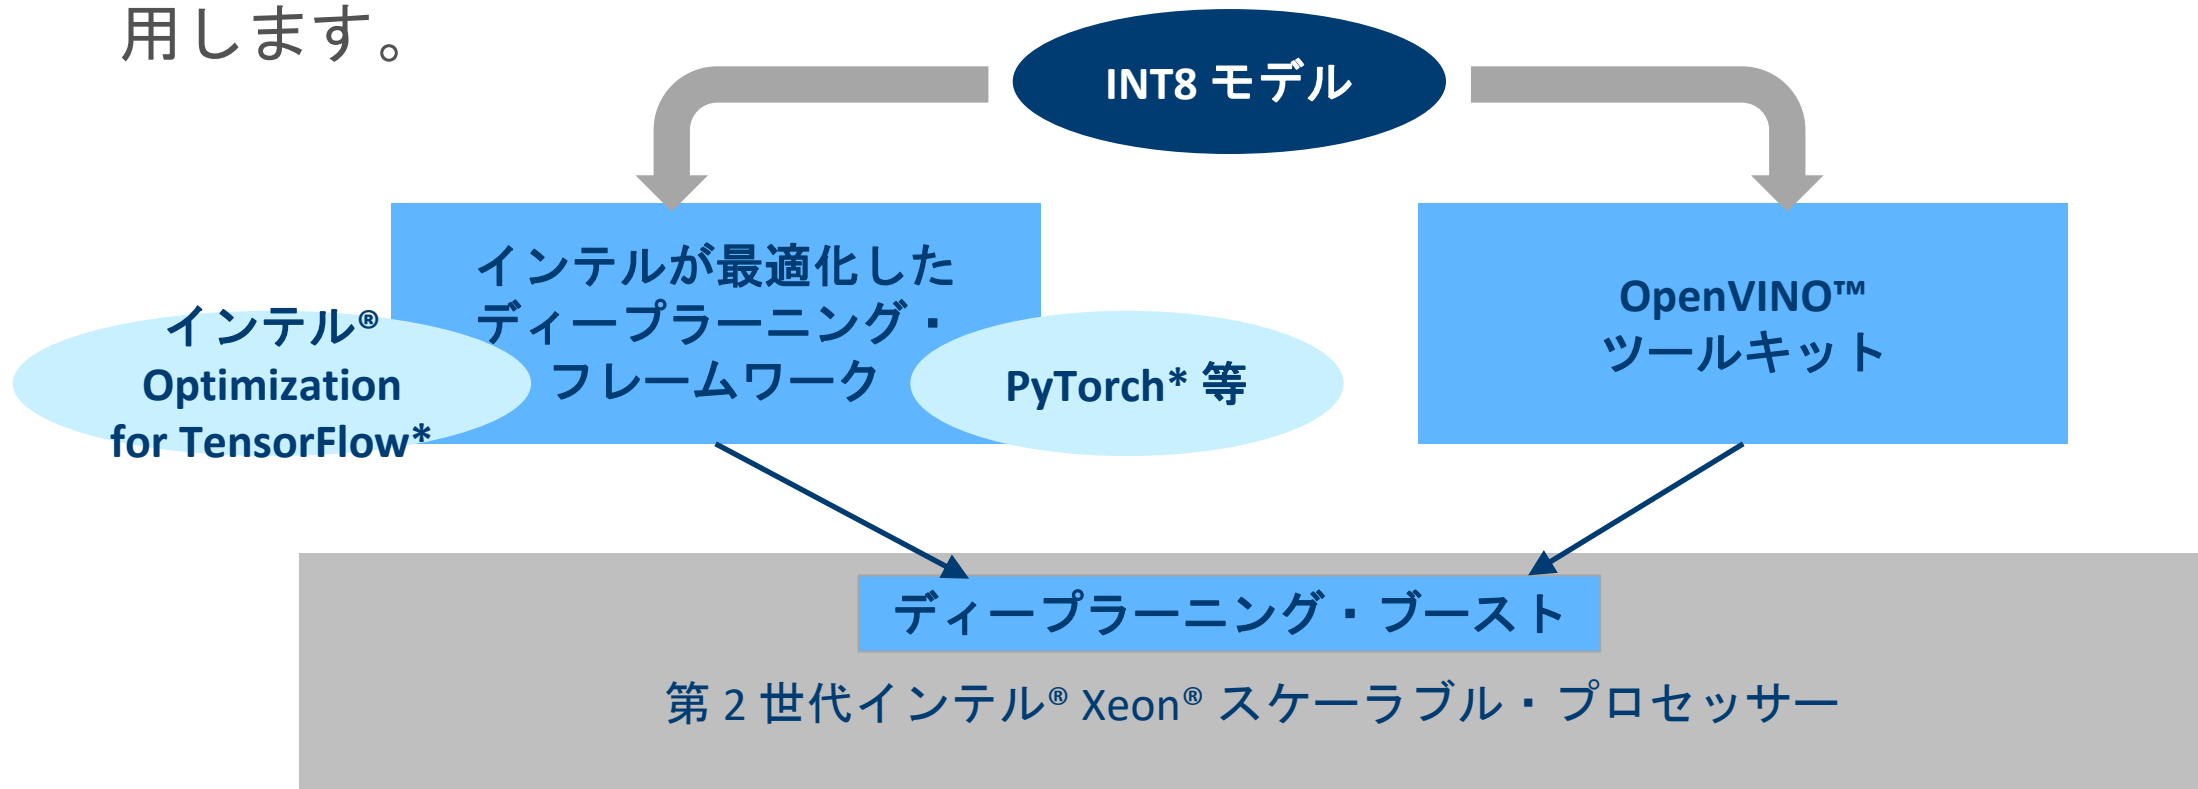 用します。
INT8 モデル
インテルが最適化した
ディープラーニング・
フレームワーク
インテル®
Optimization
for TensorFlow*
PyTorch* 等
OpenVINO™
ツールキット
ディープラーニング・ブースト
第 2 世代インテル® Xeon® スケーラブル・プロセッサー